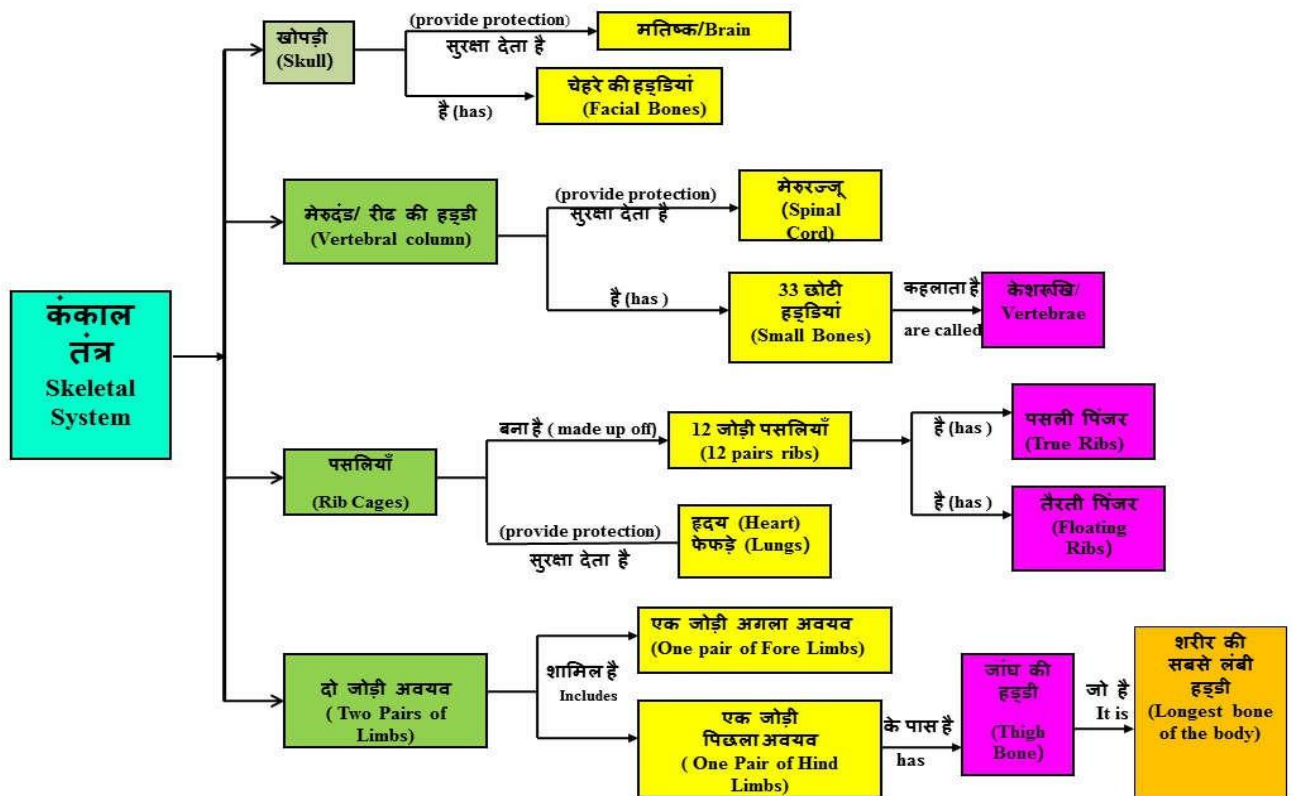 कंकाल
तंत्र
Skeletal
System
खोपड़ी
(Skull)
(provide protection)
सुरक्षा देता है
मतिष्क/Brain
है (has)
चेहरे की हड्डियां
(Facial Bones)
मेरुदंड/ रीढ की हड्डी
(Vertebral column)
(provide protection)
सुरक्षा देता है
मेरुरज्जू
(Spinal
Cord)
है (has )
33 छोटी
हड्डियां
(Small Bones)
कहलाता है
are called
केशरूखि/
Vertebrae
पसलियाँ
(Rib Cages)
बना है ( made up off)
12 जोड़ी पसलियाँ
(12 pairs ribs)
है (has )
पसली पिंजर
(True Ribs)
है (has )
तैरती पिंजर
(Floating
Ribs)
(provide protection)
सुरक्षा देता है
ह्रदय (Heart)
फेफड़े (Lungs)
दो जोड़ी अवयव
( Two Pairs of
Limbs)
शामिल है
Includes
एक जोड़ी अगला अवयव
(One pair of Fore Limbs)
एक जोड़ी
पिछला अवयव
( One Pair of Hind
Limbs)
के पास है
has
जांघ की
हड्डी
(Thigh
Bone)
जो है
It is
शरीर की
सबसे लंबी
हड्डी
(Longest bone
of the body)